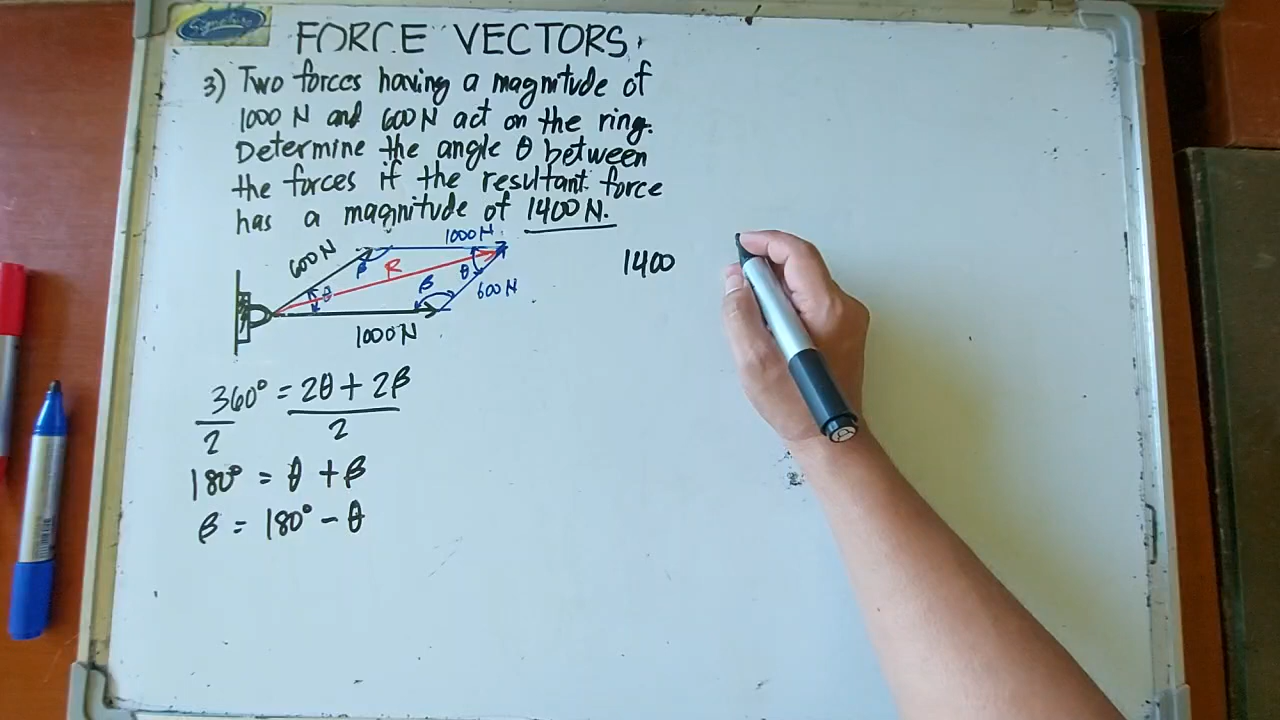 Signature
FORCE VECTORS
3) Two forces having a magnitude of
1000 N and 600 N act on the ring.
Determine the angle θ between
the forces if the resultant force
has a magnitude of 1400 N.
600 N
1000 N
β
R
θ
θ
β
600 N
1000 N
1400
360° = 2θ + 2β
2 2
180° = θ + β
β = 180° - θ